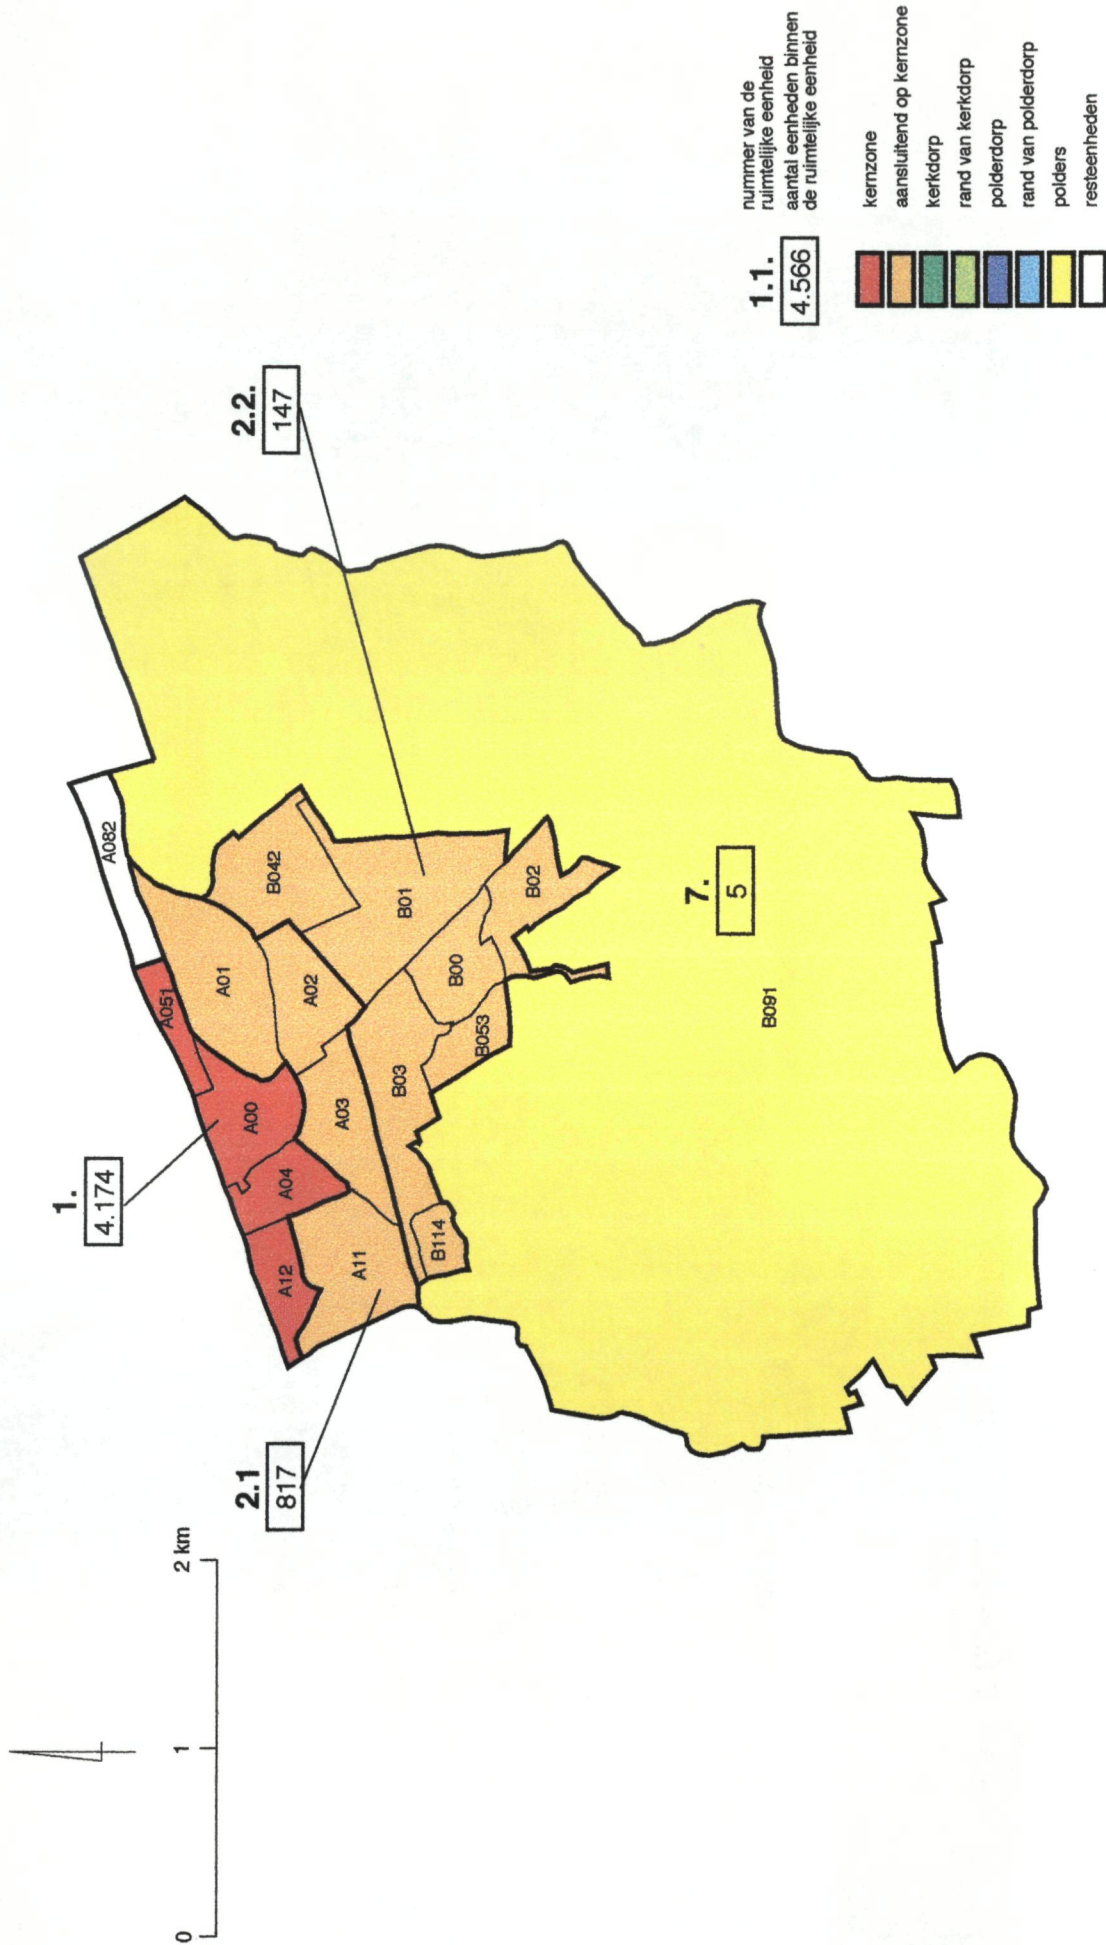 0
1
2 km
1.
4.174
2.1
817
2.2.
147
7.
5
A12
A04
A00
A051
A082
A11
A03
A02
A01
B042
B114
B03
B053
B00
B01
B02
B091
1.1.
nummer van de
ruimtelijke eenheid
4.566
aantal eenheden binnen
de ruimtelijke eenheid
kernzone
aansluitend op kernzone
kerkdorp
rand van kerkdorp
polderdorp
rand van polderdorp
polders
resteenheden